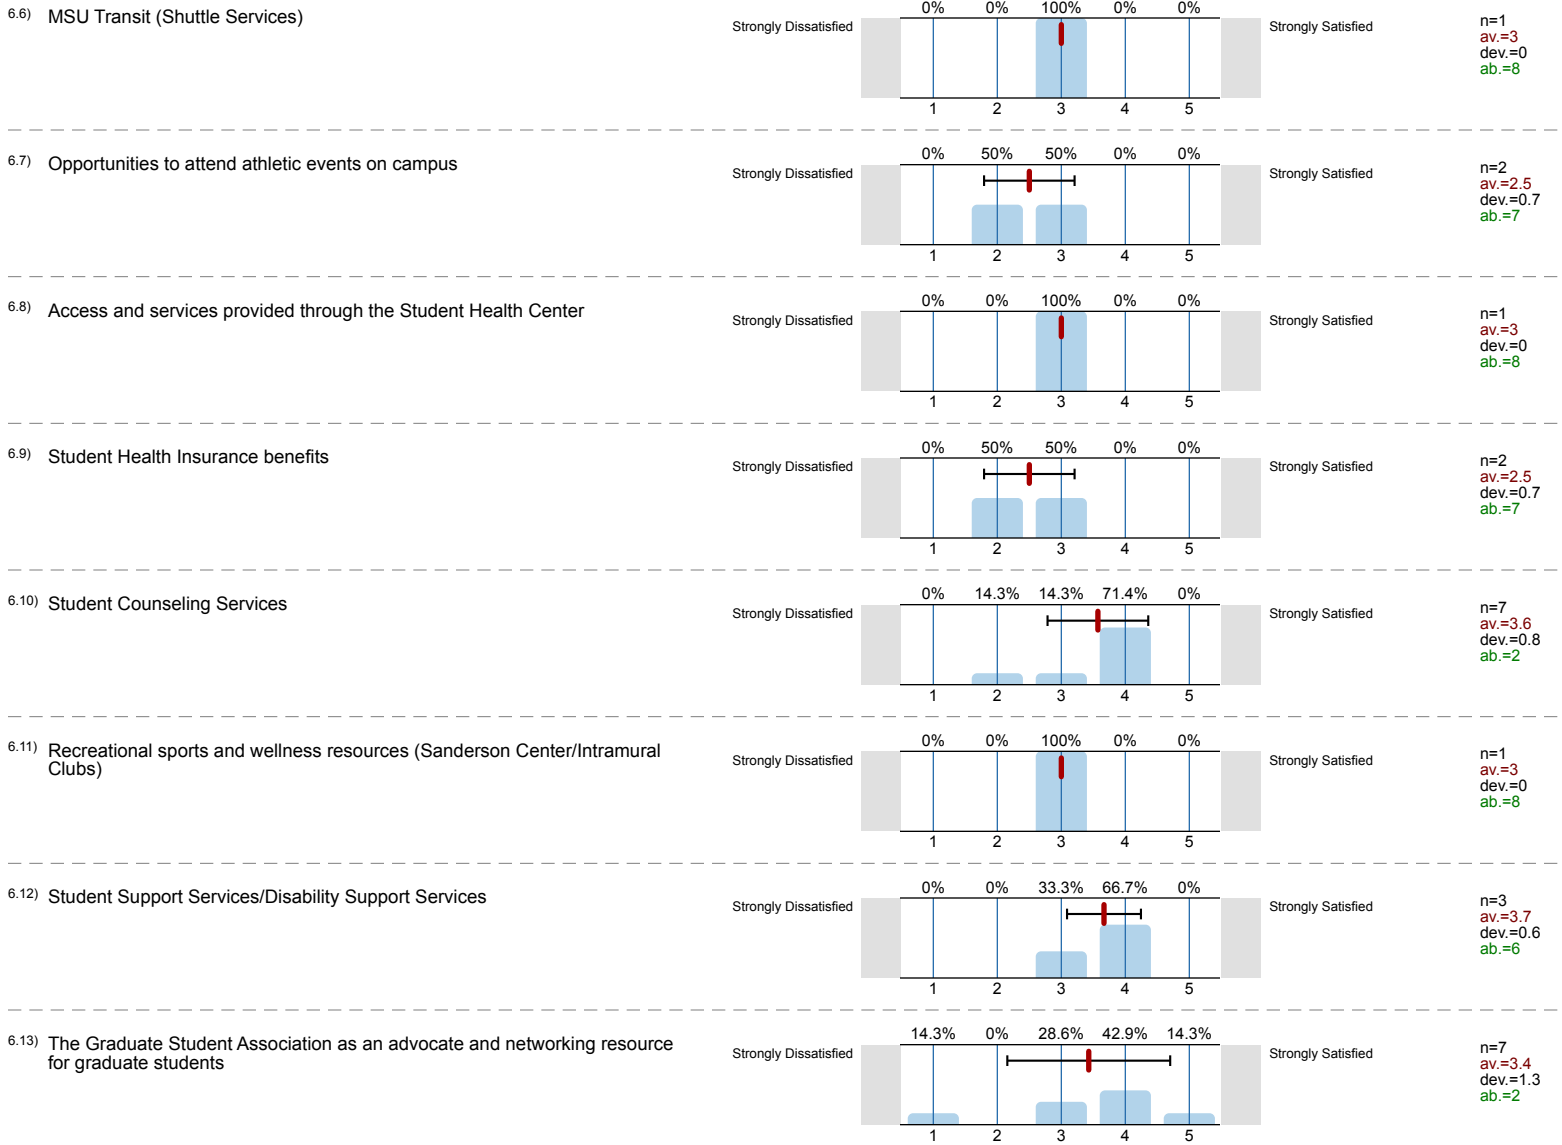 6.6) MSU Transit (Shuttle Services)
0% 0% 100% 0% 0%
Strongly Dissatisfied
Strongly Satisfied
1 2 3 4 5
n=1
av.=3
dev.=0
ab.=8
6.7) Opportunities to attend athletic events on campus
0% 50% 50% 0% 0%
Strongly Dissatisfied
Strongly Satisfied
1 2 3 4 5
n=2
av.=2.5
dev.=0.7
ab.=7
6.8) Access and services provided through the Student Health Center
0% 0% 100% 0% 0%
Strongly Dissatisfied
Strongly Satisfied
1 2 3 4 5
n=1
av.=3
dev.=0
ab.=8
6.9) Student Health Insurance benefits
0% 50% 50% 0% 0%
Strongly Dissatisfied
Strongly Satisfied
1 2 3 4 5
n=2
av.=2.5
dev.=0.7
ab.=7
6.10) Student Counseling Services
0% 14.3% 14.3% 71.4% 0%
Strongly Dissatisfied
Strongly Satisfied
1 2 3 4 5
n=7
av.=3.6
dev.=0.8
ab.=2
6.11) Recreational sports and wellness resources (Sanderson Center/Intramural
Clubs)
0% 0% 100% 0% 0%
Strongly Dissatisfied
Strongly Satisfied
1 2 3 4 5
n=1
av.=3
dev.=0
ab.=8
6.12) Student Support Services/Disability Support Services
0% 0% 33.3% 66.7% 0%
Strongly Dissatisfied
Strongly Satisfied
1 2 3 4 5
n=3
av.=3.7
dev.=0.6
ab.=6
6.13) The Graduate Student Association as an advocate and networking resource
for graduate students
14.3% 0% 28.6% 42.9% 14.3%
Strongly Dissatisfied
Strongly Satisfied
1 2 3 4 5
n=7
av.=3.4
dev.=1.3
ab.=2